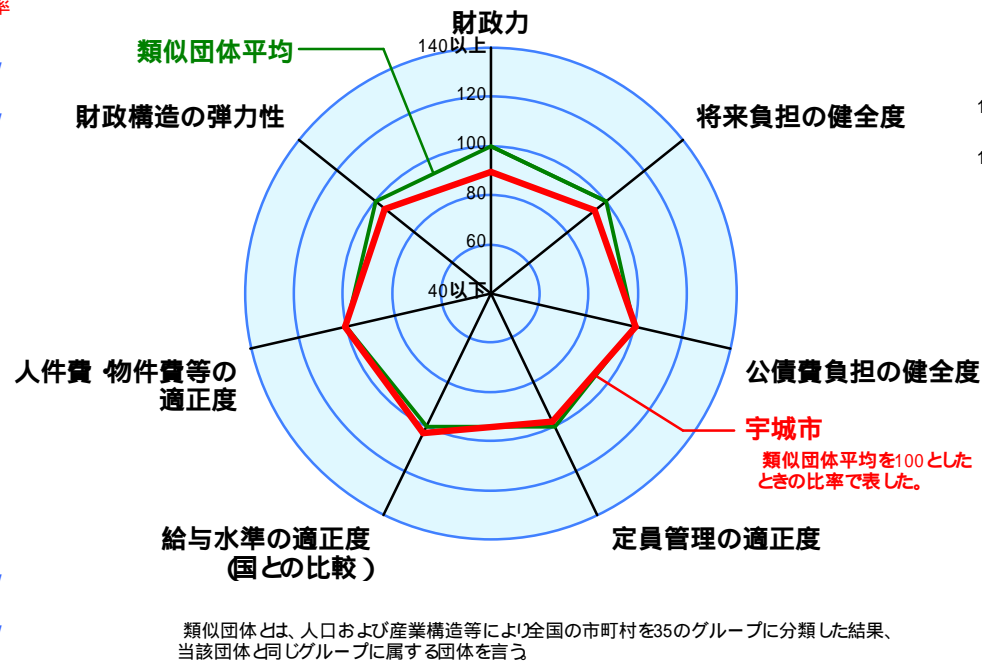 率
財政力
140以上
類似団体平均
120
財政構造の弾力性
将来負担の健全度
100
80
60
40以下
人件費・物件費等の
適正度
公債費負担の健全度
宇城市
類似団体平均を100とした
ときの比率で表した。
給与水準の適正度
(国との比較)
定員管理の適正度
類似団体とは、人口および産業構造等により全国の市町村を35のグループに分類した結果、
当該団体と同じグループに属する団体を言う